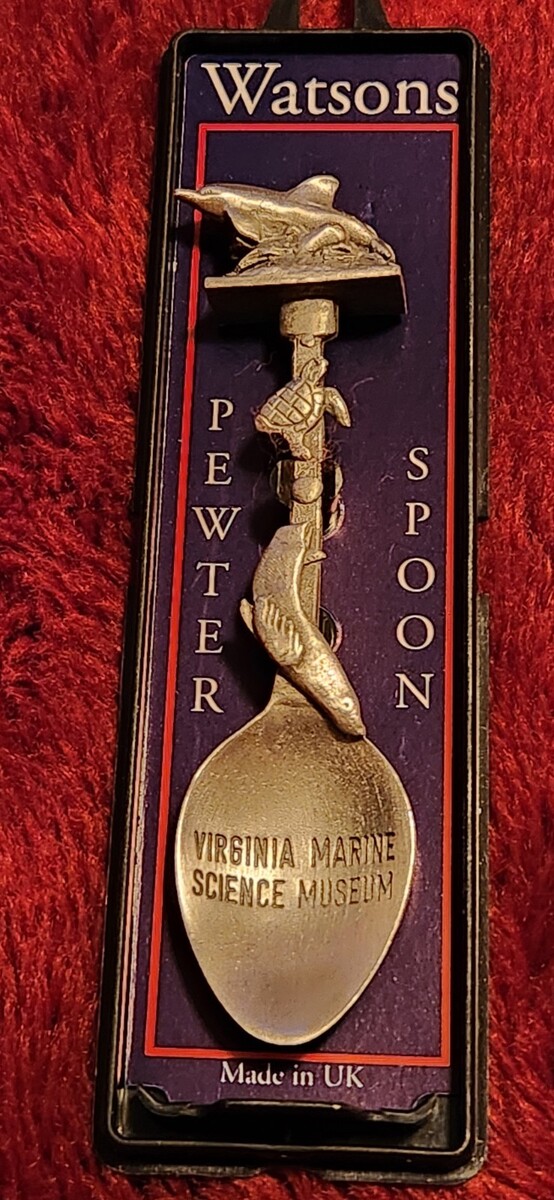 Watsons
PEWTER
SPOON
VIRGINIA MARINE
SCIENCE MUSEUM
Made in UK